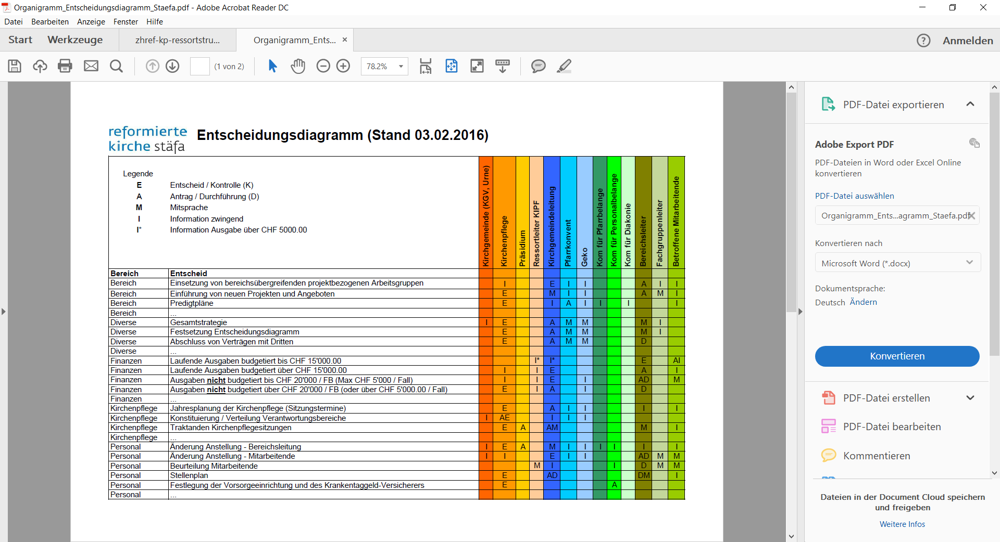 Organigramm_Entscheidungsdiagramm_Staefa.pdf - Adobe Acrobat Reader DC
Datei Bearbeiten Anzeige Fenster Hilfe
Start Werkzeuge zhref-kp-ressortstru... Organigramm_Ents... × ? Anmelden
(1 von 2) 78.2%
reformierte
kirche stäfa
Entscheidungsdiagramm (Stand 03.02.2016)
Legende
E Entscheid / Kontrolle (K)
A Antrag / Durchführung (D)
M Mitsprache
I Information zwingend
I* Information Ausgabe über CHF 5000.00
Kirchgemeinde (KGV, Urne)
Kirchenpflege
Präsidium
Ressortleiter KIPF
Kirchgemeindeleitung
Pfarrkonvent
Geko
Kom für Pfarrbelange
Kom für Personalbelange
Kom für Diakonie
Bereichsleiter
Fachgruppenleiter
Betroffene Mitarbeitende
Bereich Entscheid
Bereich Einsetzung von bereichsübergreifenden projektbezogenen Arbeitsgruppen I E I I A I I
Bereich Einführung von neuen Projekten und Angeboten E M I I A M I
Bereich Predigtpläne E I A I I I I
Bereich ...
Diverse Gesamtstrategie I E A M M M I
Diverse Festsetzung Entscheidungsdiagramm E A M M M I
Diverse Abschluss von Verträgen mit Dritten E A M M D
Diverse ...
Finanzen Laufende Ausgaben budgetiert bis CHF 15'000.00 I* I* E AI
Finanzen Laufende Ausgaben budgetiert über CHF 15'000.00 I I E A I
Finanzen Ausgaben nicht budgetiert bis CHF 20'000 / FB (Max CHF 5'000 / Fall) I I E I AD M
Finanzen Ausgaben nicht budgetiert über CHF 20'000 / FB (oder über CHF 5'000.00 / Fall) E I A I D
Finanzen ...
Kirchenpflege Jahresplanung der Kirchenpflege (Sitzungstermine) E A I I I I
Kirchenpflege Konstituierung / Verteilung Verantwortungsbereiche I AE I I I
Kirchenpflege Traktanden Kirchenpflegesitzungen E A AM M I
Kirchenpflege ...
Personal Änderung Anstellung - Bereichsleitung I E A M I I I I I I
Personal Änderung Anstellung - Mitarbeitende I I E I I AD M M
Personal Beurteilung Mitarbeitende M I I D M M
Personal Stellenplan E AD DM I
Personal Festlegung der Vorsorgeeinrichtung und des Krankentaggeld-Versicherers E A
Personal ...
PDF-Datei exportieren
Adobe Export PDF
PDF-Dateien in Word oder Excel Online
konvertieren
PDF-Datei auswählen
Organigramm_Ents...agramm_Staefa.pdf
Konvertieren nach
Microsoft Word (*.docx)
Dokumentsprache:
Deutsch Ändern
Konvertieren
PDF-Datei erstellen
PDF-Datei bearbeiten
Kommentieren
Dateien in der Document Cloud speichern
und freigeben
Weitere Infos